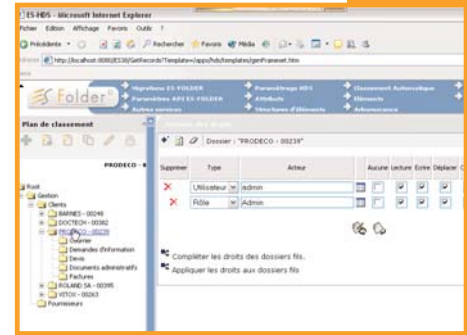 ES-HDS - Microsoft Internet Explorer
Fichier Edition Affichage Favoris Outils ?
Précédente Rechercher Favoris Média
http://localhost:8080/ES30/GetRecords?Template=/apps/hds/templates/genFrameset.htm
ES Folder
Migrations ES-FOLDER Paramétrage HDS Classement Automatique
Paramètres API ES-FOLDER Attributs Eléments
Autres services Structures d'éléments Arborescence
Plan de classement
PRODECO - 0
Dossier : "PRODECO - 00239"
Supprimer Type Acteur Aucune Lecture Ecrire Déplacer
Utilisateur admin
Rôle Admin
Root
Gestion
Clients
BARNES - 00248
DOCTECH - 00382
PRODECO - 00239
Courrier
Demandes d'information
Devis
Documents administratifs
Factures
ROLAND SA - 00395
VITOX - 00263
Fournisseurs
Compléter les droits des dossiers fils.
Appliquer les droits aux dossiers fils